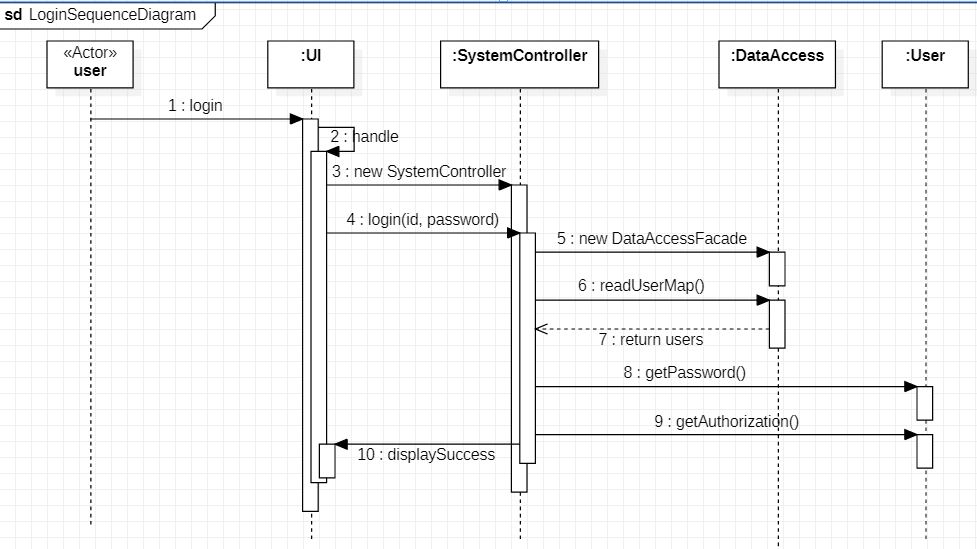 sd LoginSequenceDiagram
«Actor»
user
:UI
:SystemController
:DataAccess
:User
1 : login
2 : handle
3 : new SystemController
4 : login(id, password)
5 : new DataAccessFacade
6 : readUserMap()
7 : return users
8 : getPassword()
9 : getAuthorization()
10 : displaySuccess